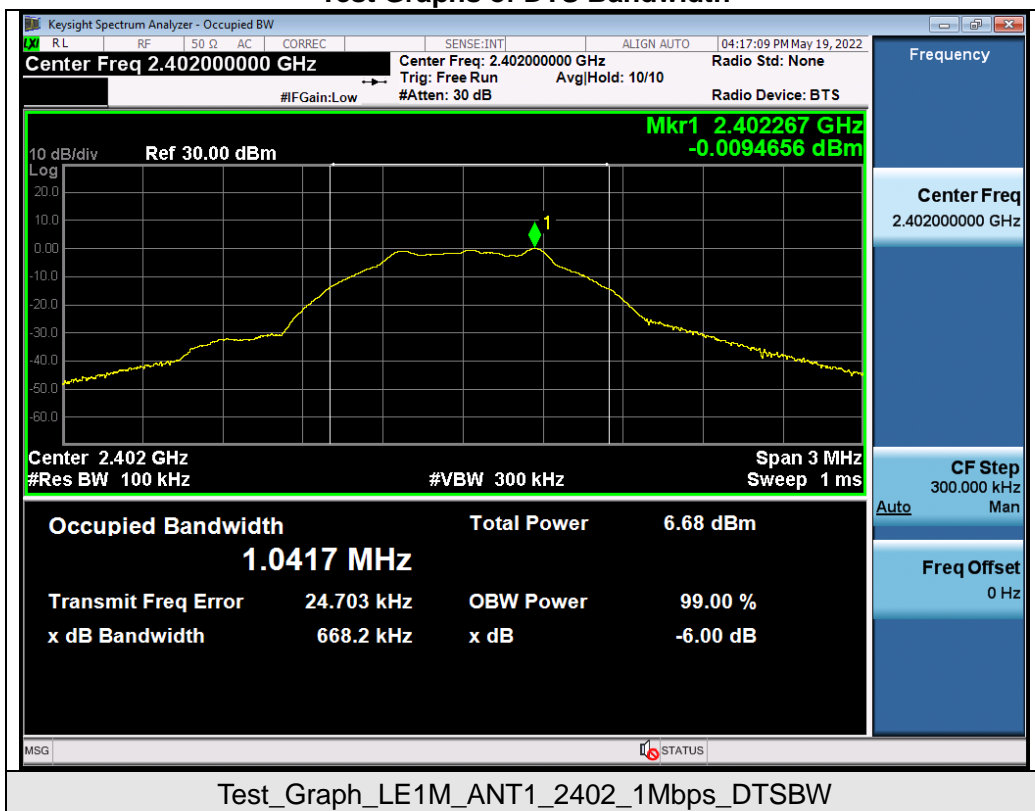 Test Graphs of DTS Bandwidth
Keysight Spectrum Analyzer - Occupied BW
LXI RL RF 50 Ω AC CORREC SENSE:INT ALIGN AUTO 04:17:09 PM May 19, 2022
Center Freq 2.402000000 GHz
Center Freq: 2.402000000 GHz
Radio Std: None
Trig: Free Run Avg|Hold: 10/10
#IFGain:Low
#Atten: 30 dB
Radio Device: BTS
Frequency
Mkr1 2.402267 GHz
-0.0094656 dBm
10 dB/div Ref 30.00 dBm
Log
20.0
10.0
0.00
-10.0
-20.0
-30.0
-40.0
-50.0
-60.0
1
Center 2.402 GHz
Span 3 MHz
#Res BW 100 kHz
#VBW 300 kHz
Sweep 1 ms
Center Freq
2.402000000 GHz
CF Step
300.000 kHz
Auto Man
Freq Offset
0 Hz
Occupied Bandwidth
1.0417 MHz
Total Power 6.68 dBm
Transmit Freq Error 24.703 kHz
OBW Power 99.00 %
x dB Bandwidth 668.2 kHz
x dB -6.00 dB
MSG
STATUS
Test_Graph_LE1M_ANT1_2402_1Mbps_DTSBW